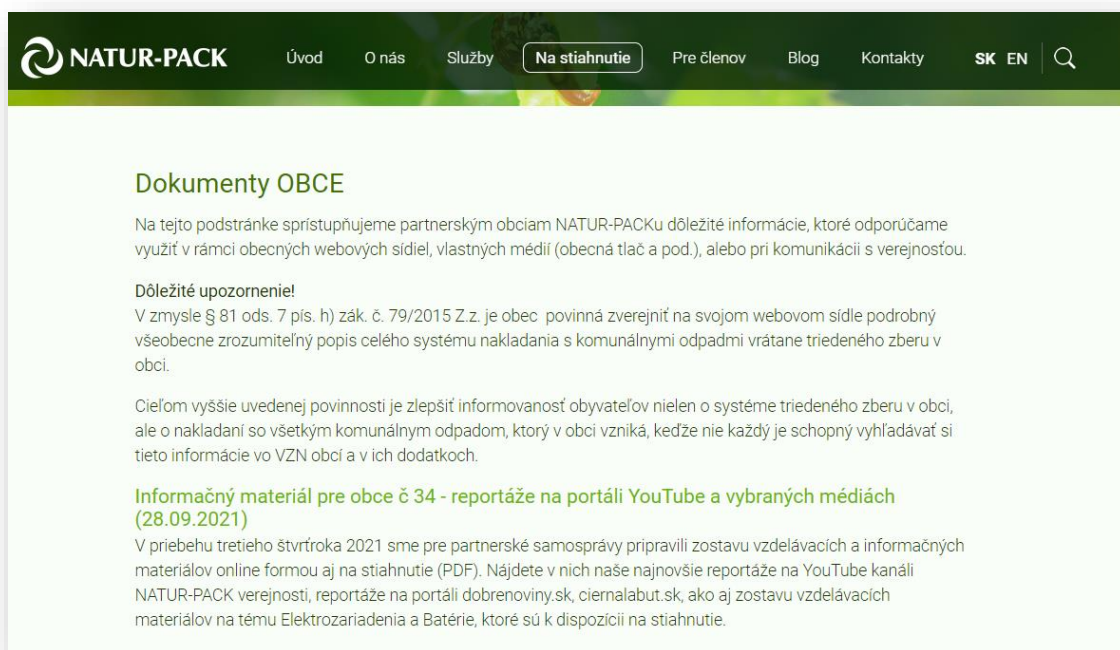 NATUR-PACK Úvod O nás Služby Na stiahnutie Pre členov Blog Kontakty SK EN
Dokumenty OBCE
Na tejto podstránke sprístupňujeme partnerským obciam NATUR-PACKu dôležité informácie, ktoré odporúčame
využiť v rámci obecných webových sídiel, vlastných médií (obecná tlač a pod.), alebo pri komunikácii s verejnosťou.
Dôležité upozornenie!
V zmysle § 81 ods. 7 pís. h) zák. č. 79/2015 Z.z. je obec povinná zverejniť na svojom webovom sídle podrobný
všeobecne zrozumiteľný popis celého systému nakladania s komunálnymi odpadmi vrátane triedeného zberu v
obci.
Cieľom vyššie uvedenej povinnosti je zlepšiť informovanosť obyvateľov nielen o systéme triedeného zberu v obci,
ale o nakladaní so všetkým komunálnym odpadom, ktorý v obci vzniká, keďže nie každý je schopný vyhľadávať si
tieto informácie vo VZN obcí a v ich dodatkoch.
Informačný materiál pre obce č 34 - reportáže na portáli YouTube a vybraných médiách
(28.09.2021)
V priebehu tretieho štvrťroka 2021 sme pre partnerské samosprávy pripravili zostavu vzdelávacích a informačných
materiálov online formou aj na stiahnutie (PDF). Nájdete v nich naše najnovšie reportáže na YouTube kanáli
NATUR-PACK verejnosti, reportáže na portáli dobrenoviny.sk, ciernalabut.sk, ako aj zostavu vzdelávacích
materiálov na tému Elektrozariadenia a Batérie, ktoré sú k dispozícii na stiahnutie.